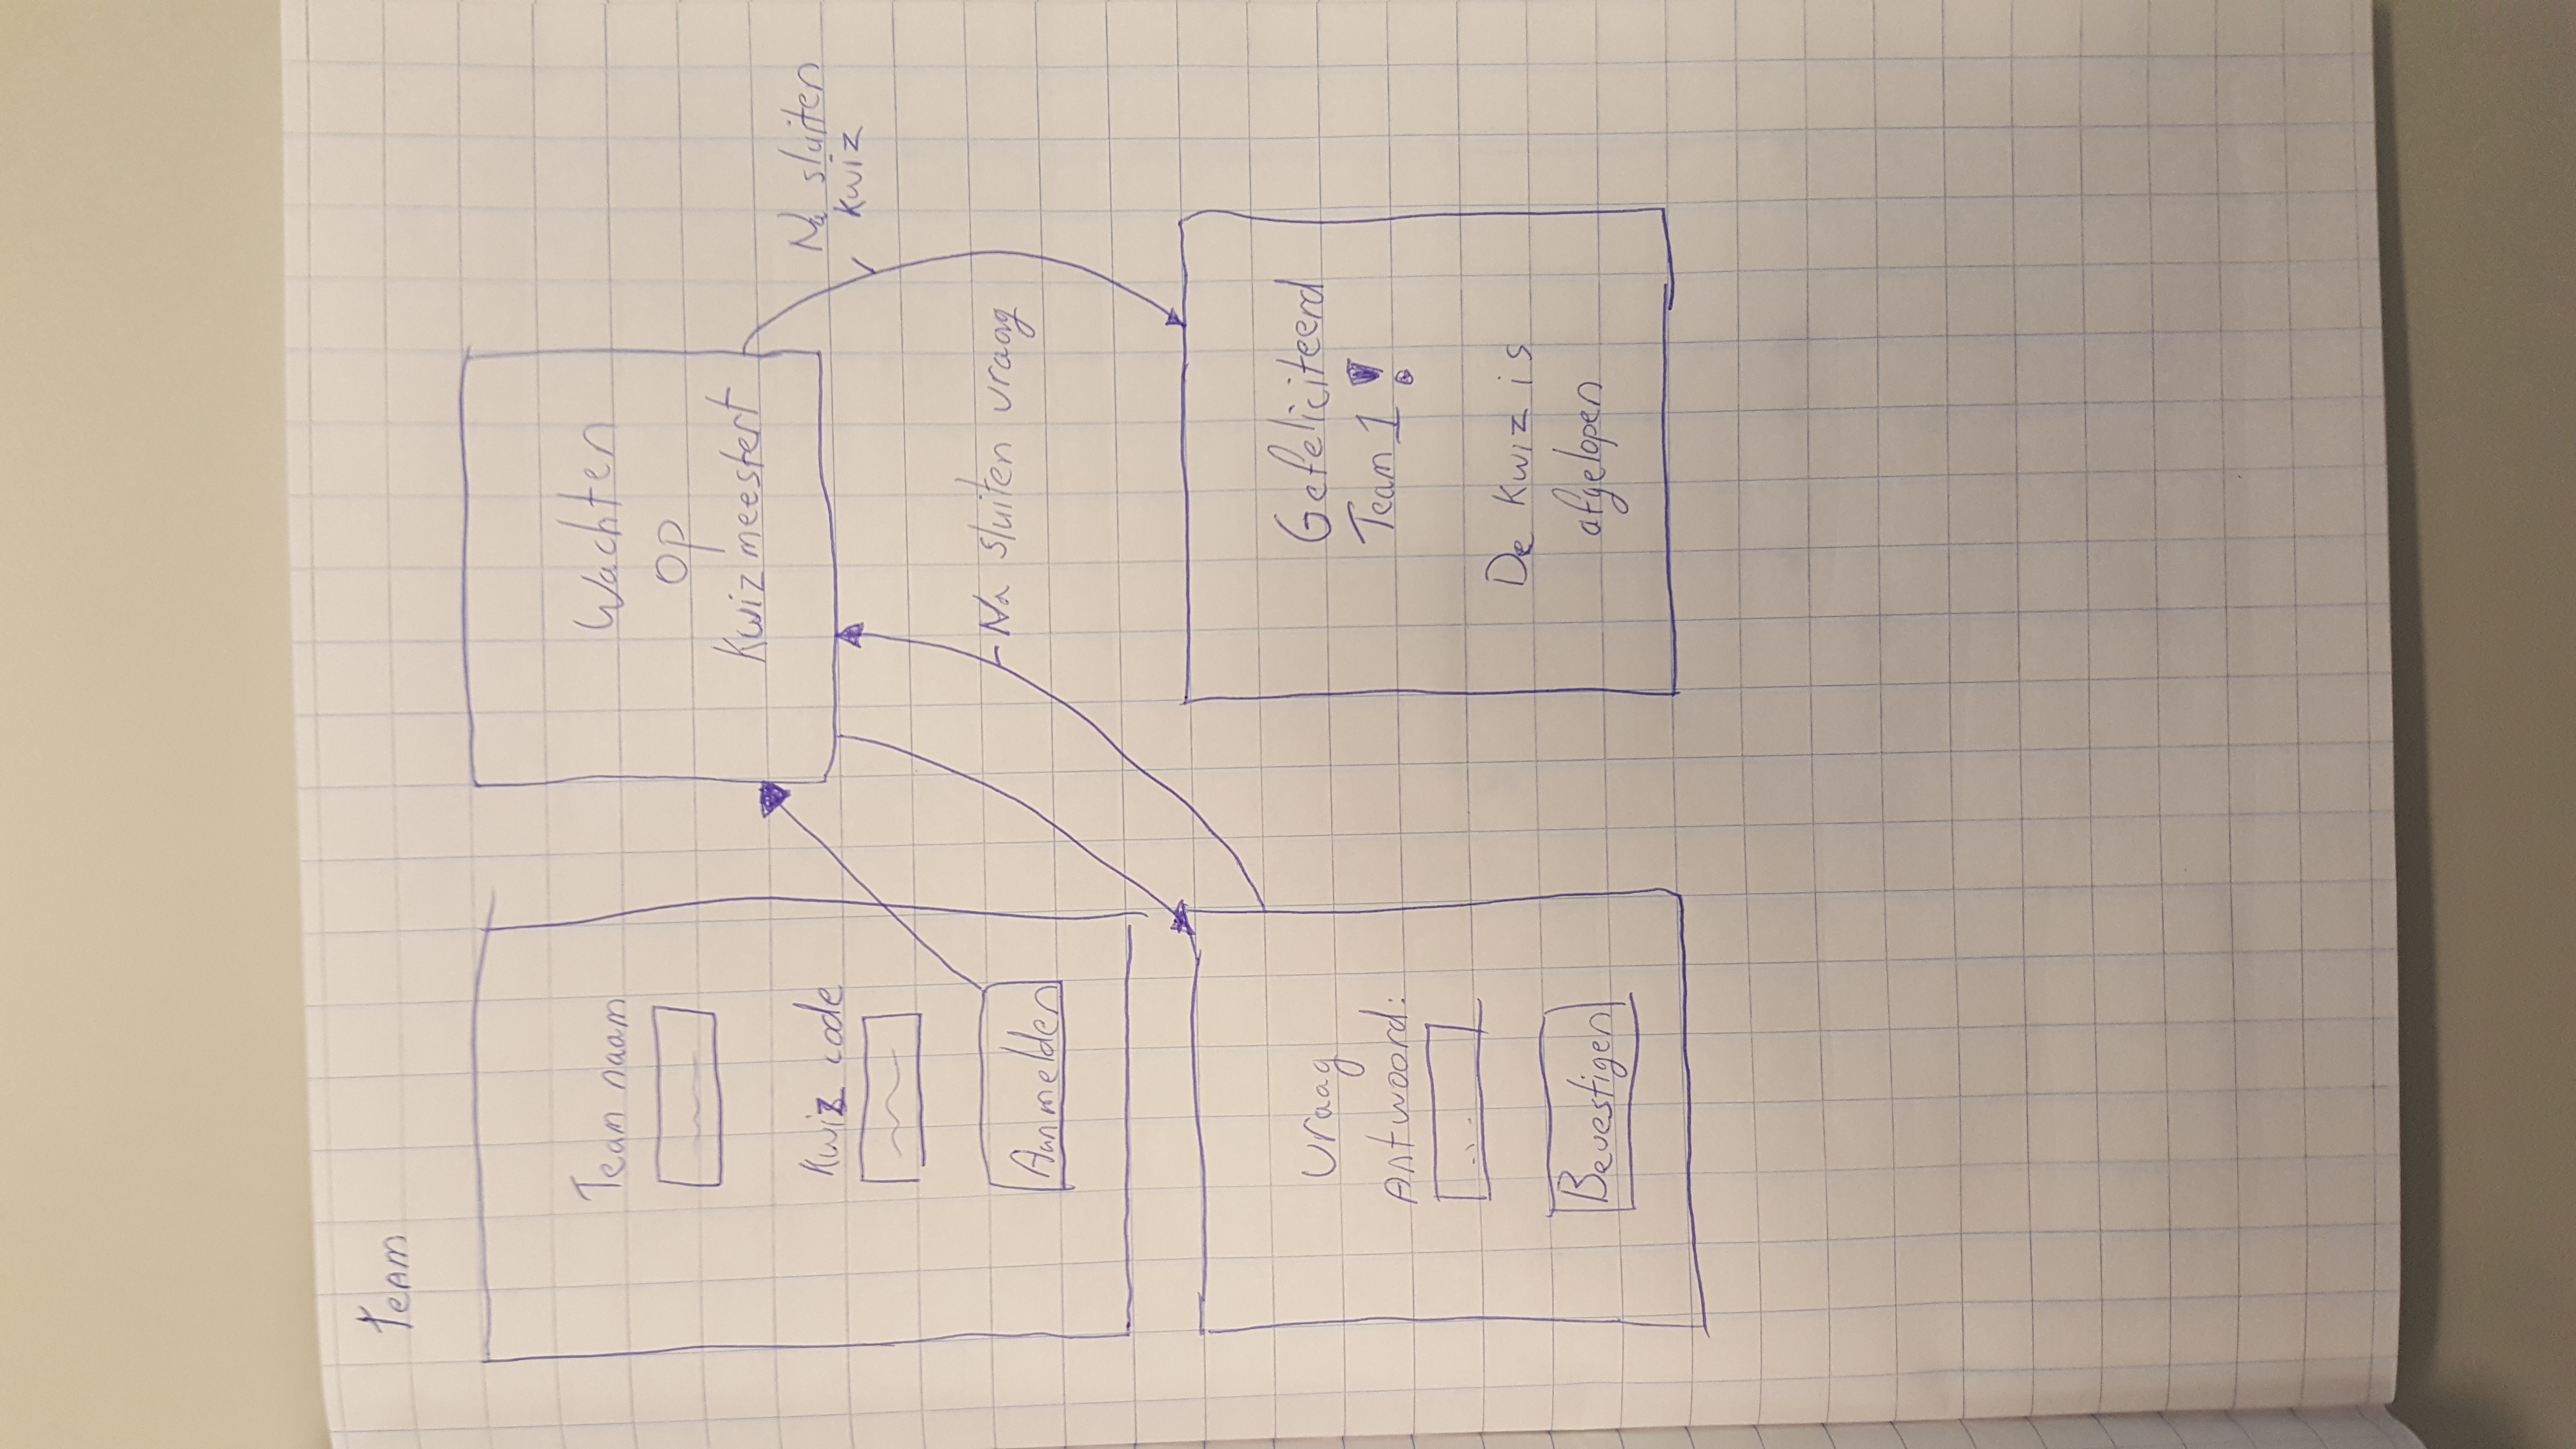 Team
Team naam
Kwiz code
Aanmelden
Wachten
op
Kwizmeestert
Na sluiten
kwiz
Na sluiten vraag
Vraag
Antwoord:
...
Bevestigen
Gefeliciteerd
Team 1!
De Kwiz is
afgelopen